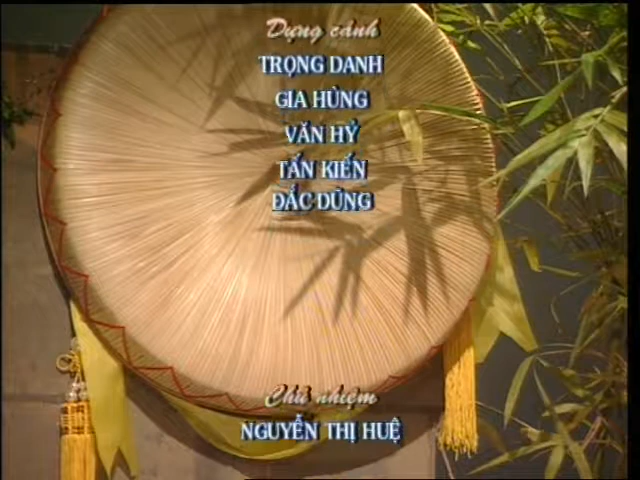 Dựng cảnh
TRỌNG DANH
GIA HÙNG
VĂN HỶ
TẤN KIẾN
ĐẮC DŨNG
Chủ nhiệm
NGUYỄN THỊ HUỆ